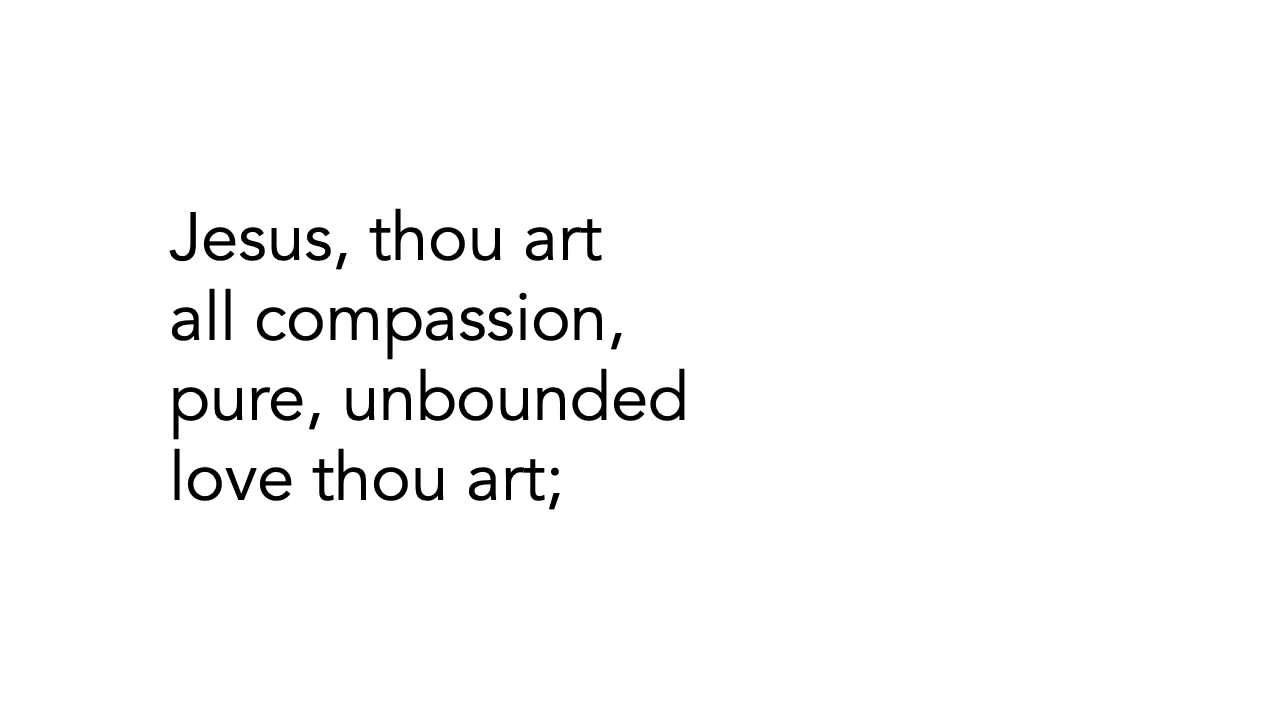 Jesus, thou art
all compassion,
pure, unbounded
love thou art;